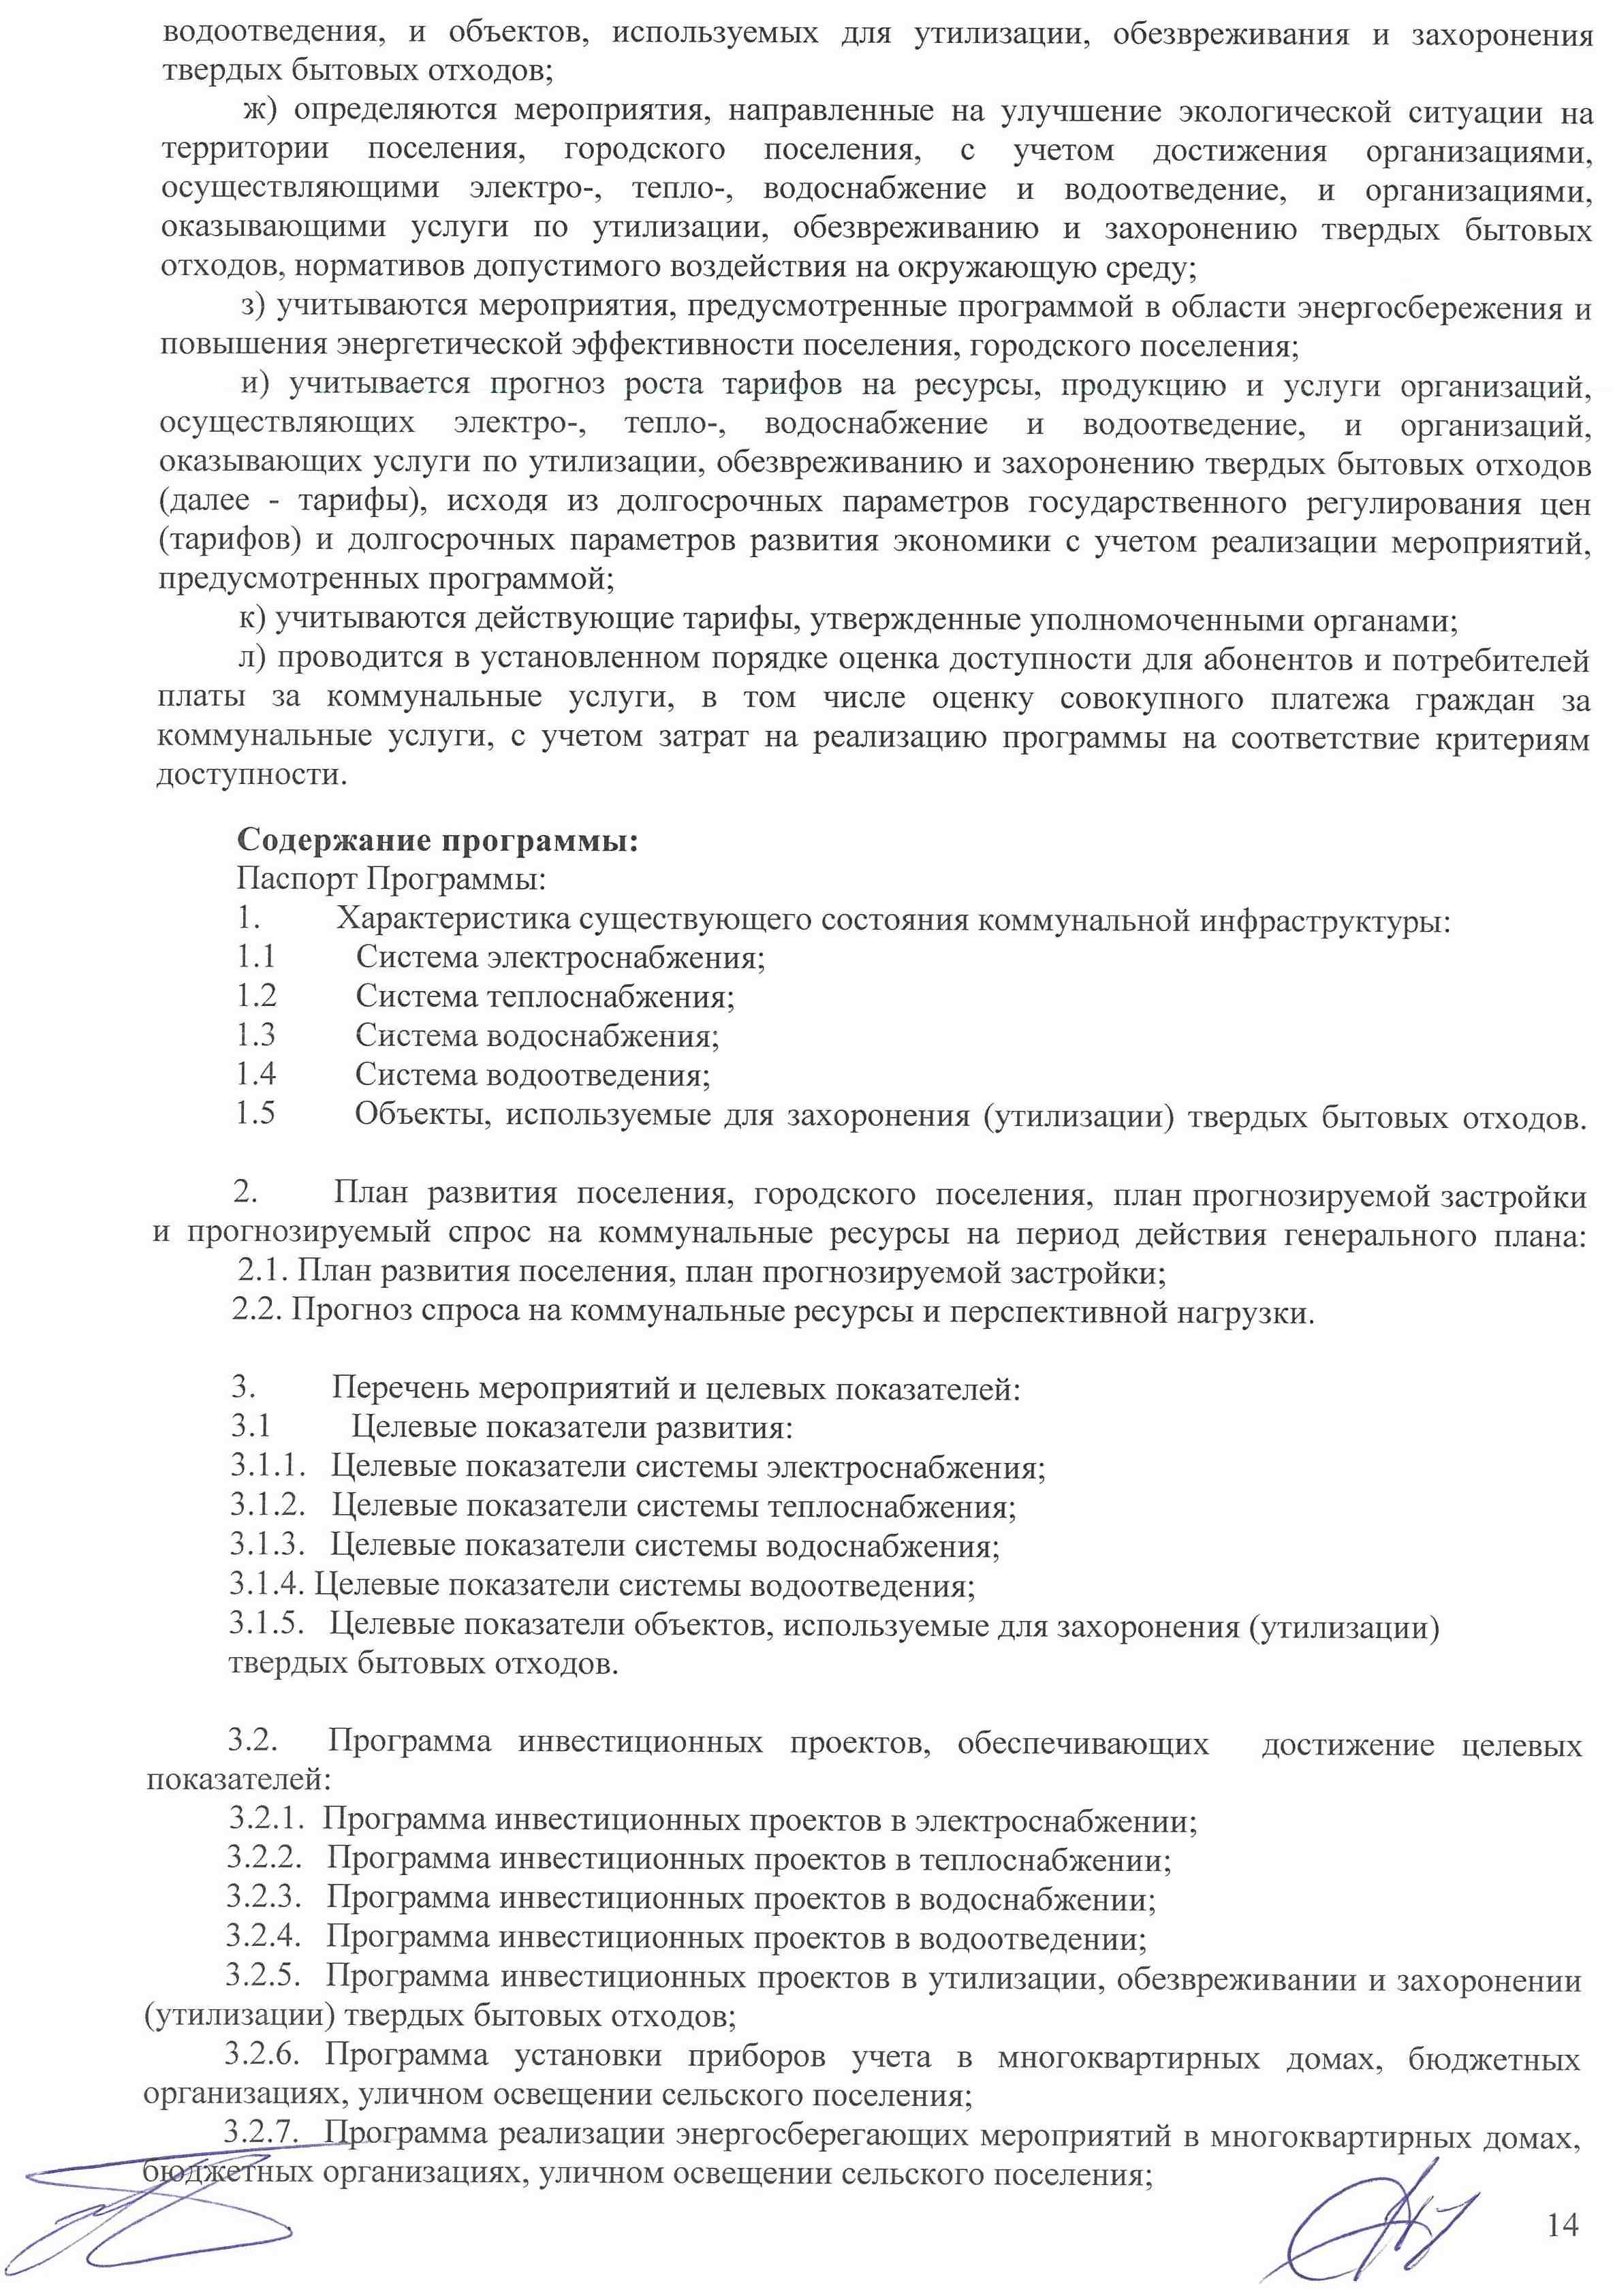 водоотведения, и объектов, используемых для утилизации, обезвреживания и захоронения
твердых бытовых отходов;
ж) определяются мероприятия, направленные на улучшение экологической ситуации на
территории поселения, городского поселения, с учетом достижения организациями,
осуществляющими электро-, тепло-, водоснабжение и водоотведение, и организациями,
оказывающими услуги по утилизации, обезвреживанию и захоронению твердых бытовых
отходов, нормативов допустимого воздействия на окружающую среду;
з) учитываются мероприятия, предусмотренные программой в области энергосбережения и
повышения энергетической эффективности поселения, городского поселения;
и) учитывается прогноз роста тарифов на ресурсы, продукцию и услуги организаций,
осуществляющих электро-, тепло-, водоснабжение и водоотведение, и организаций,
оказывающих услуги по утилизации, обезвреживанию и захоронению твердых бытовых отходов
(далее - тарифы), исходя из долгосрочных параметров государственного регулирования цен
(тарифов) и долгосрочных параметров развития экономики с учетом реализации мероприятий,
предусмотренных программой;
к) учитываются действующие тарифы, утвержденные уполномоченными органами;
л) проводится в установленном порядке оценка доступности для абонентов и потребителей
платы за коммунальные услуги, в том числе оценку совокупного платежа граждан за
коммунальные услуги, с учетом затрат на реализацию программы на соответствие критериям
доступности.
Содержание программы:
Паспорт Программы:
1. Характеристика существующего состояния коммунальной инфраструктуры:
1.1 Система электроснабжения;
1.2 Система теплоснабжения;
1.3 Система водоснабжения;
1.4 Система водоотведения;
1.5 Объекты, используемые для захоронения (утилизации) твердых бытовых отходов.
2. План развития поселения, городского поселения, план прогнозируемой застройки
и прогнозируемый спрос на коммунальные ресурсы на период действия генерального плана:
2.1. План развития поселения, план прогнозируемой застройки;
2.2. Прогноз спроса на коммунальные ресурсы и перспективной нагрузки.
3. Перечень мероприятий и целевых показателей:
3.1 Целевые показатели развития:
3.1.1. Целевые показатели системы электроснабжения;
3.1.2. Целевые показатели системы теплоснабжения;
3.1.3. Целевые показатели системы водоснабжения;
3.1.4. Целевые показатели системы водоотведения;
3.1.5. Целевые показатели объектов, используемые для захоронения (утилизации)
твердых бытовых отходов.
3.2. Программа инвестиционных проектов, обеспечивающих достижение целевых
показателей:
3.2.1. Программа инвестиционных проектов в электроснабжении;
3.2.2. Программа инвестиционных проектов в теплоснабжении;
3.2.3. Программа инвестиционных проектов в водоснабжении;
3.2.4. Программа инвестиционных проектов в водоотведении;
3.2.5. Программа инвестиционных проектов в утилизации, обезвреживании и захоронении
(утилизации) твердых бытовых отходов;
3.2.6. Программа установки приборов учета в многоквартирных домах, бюджетных
организациях, уличном освещении сельского поселения;
3.2.7. Программа реализации энергосберегающих мероприятий в многоквартирных домах,
бюджетных организациях, уличном освещении сельского поселения;
14